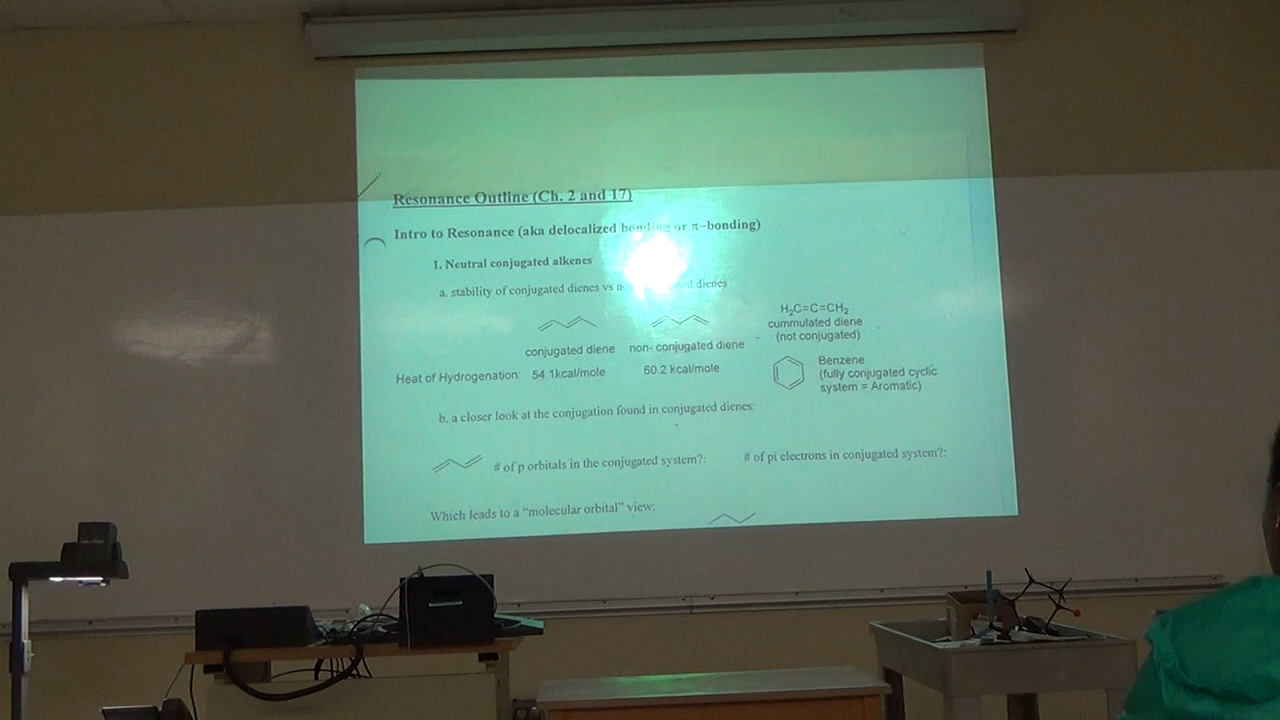 Resonance Outline (Ch. 2 and 17)
Intro to Resonance (aka delocalized bonding or π-bonding)
1. Neutral conjugated alkenes
a. stability of conjugated dienes vs dienes
H₂C=C=CH₂
cummulated diene
(not conjugated)
conjugated diene non- conjugated diene
Heat of Hydrogenation: 54.1kcal/mole 60.2 kcal/mole
Benzene
(fully conjugated cyclic
system = Aromatic)
b. a closer look at the conjugation found in conjugated dienes:
# of p orbitals in the conjugated system?: # of pi electrons in conjugated system?:
Which leads to a “molecular orbital” view: